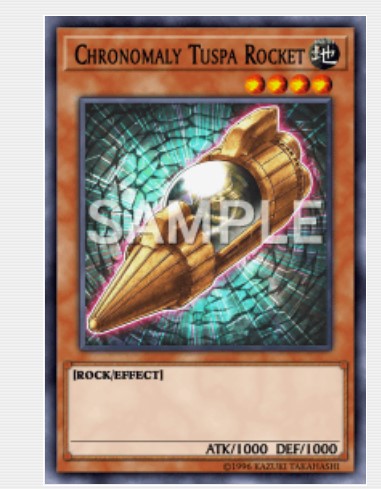 CHRONOMALY TUSPA ROCKET 地
SAMPLE
[ROCK/EFFECT]
ATK/1000 DEF/1000
©1996 KAZUKI TAKAHASHI